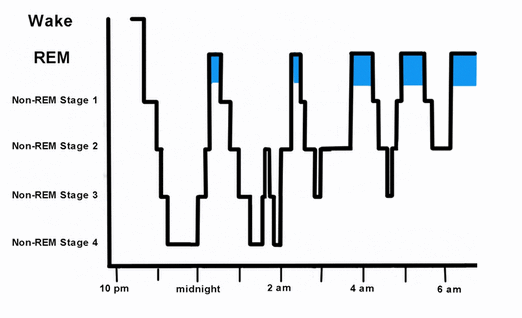 Wake
REM
Non-REM Stage 1
Non-REM Stage 2
Non-REM Stage 3
Non-REM Stage 4
10 pm midnight 2 am 4 am 6 am